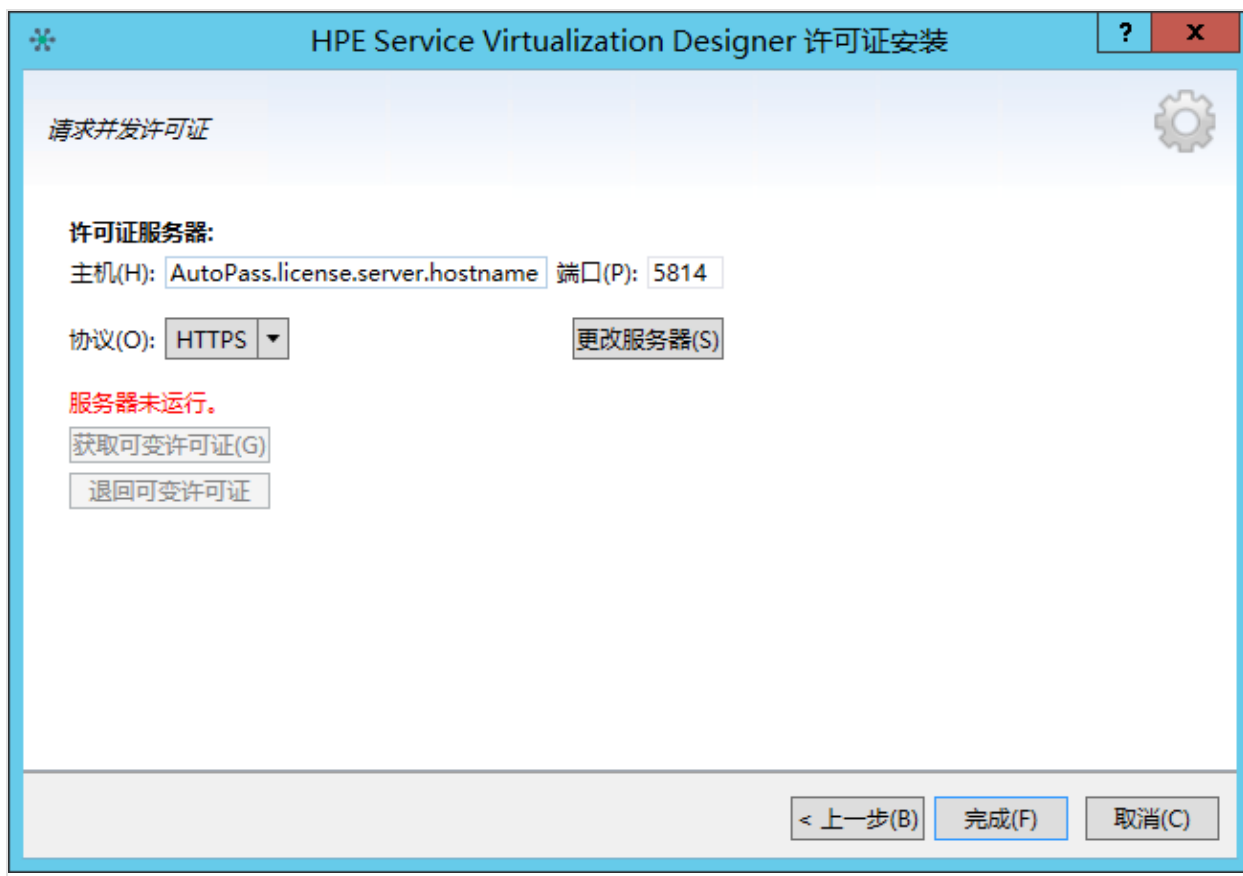 HPE Service Virtualization Designer 许可证安装 ? x
请求并发许可证
许可证服务器:
主机(H): AutoPass.license.server.hostname 端口(P): 5814
协议(O): HTTPS 更改服务器(S)
服务器未运行。
获取可变许可证(G)
退回可变许可证
< 上一步(B) 完成(F) 取消(C)